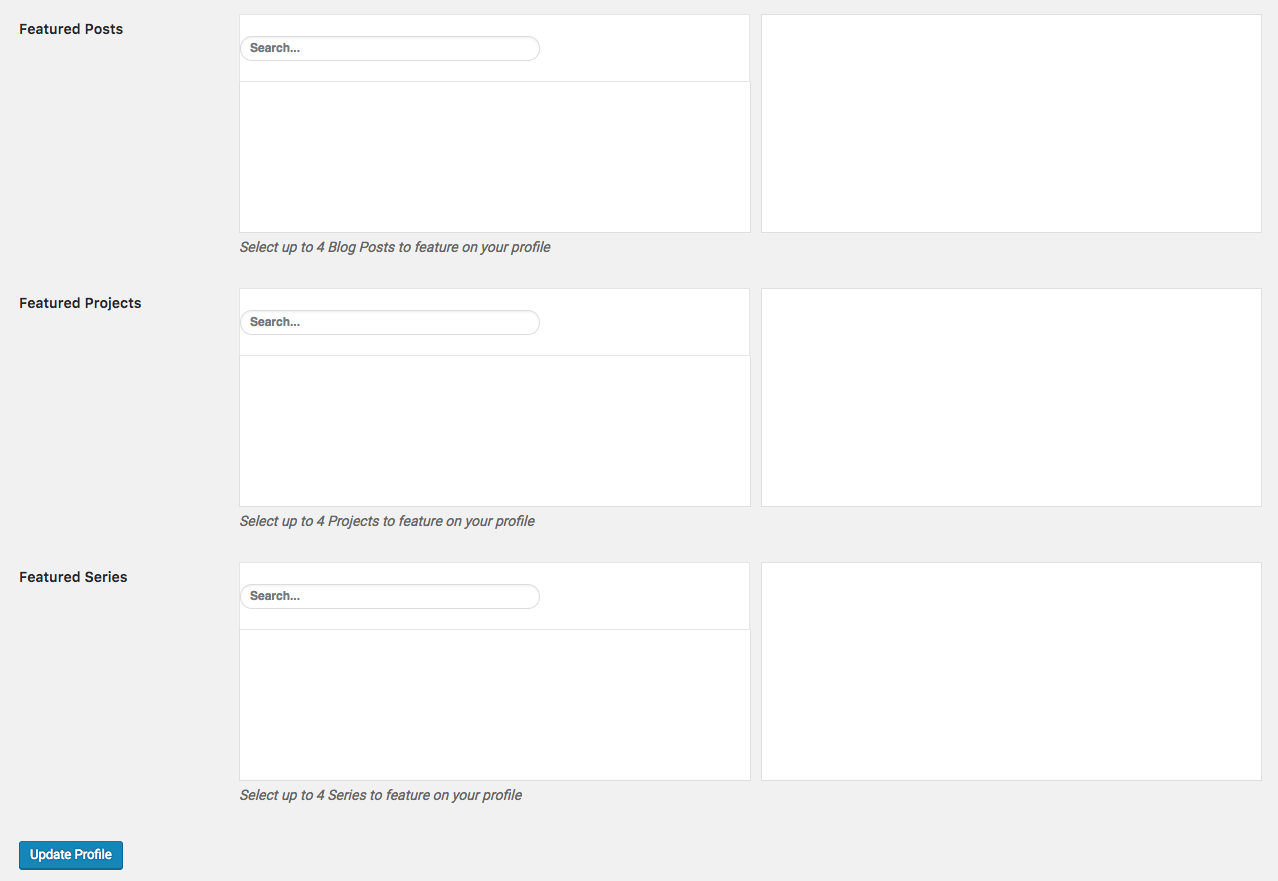 Featured Posts
Search...
Select up to 4 Blog Posts to feature on your profile
Featured Projects
Search...
Select up to 4 Projects to feature on your profile
Featured Series
Search...
Select up to 4 Series to feature on your profile
Update Profile